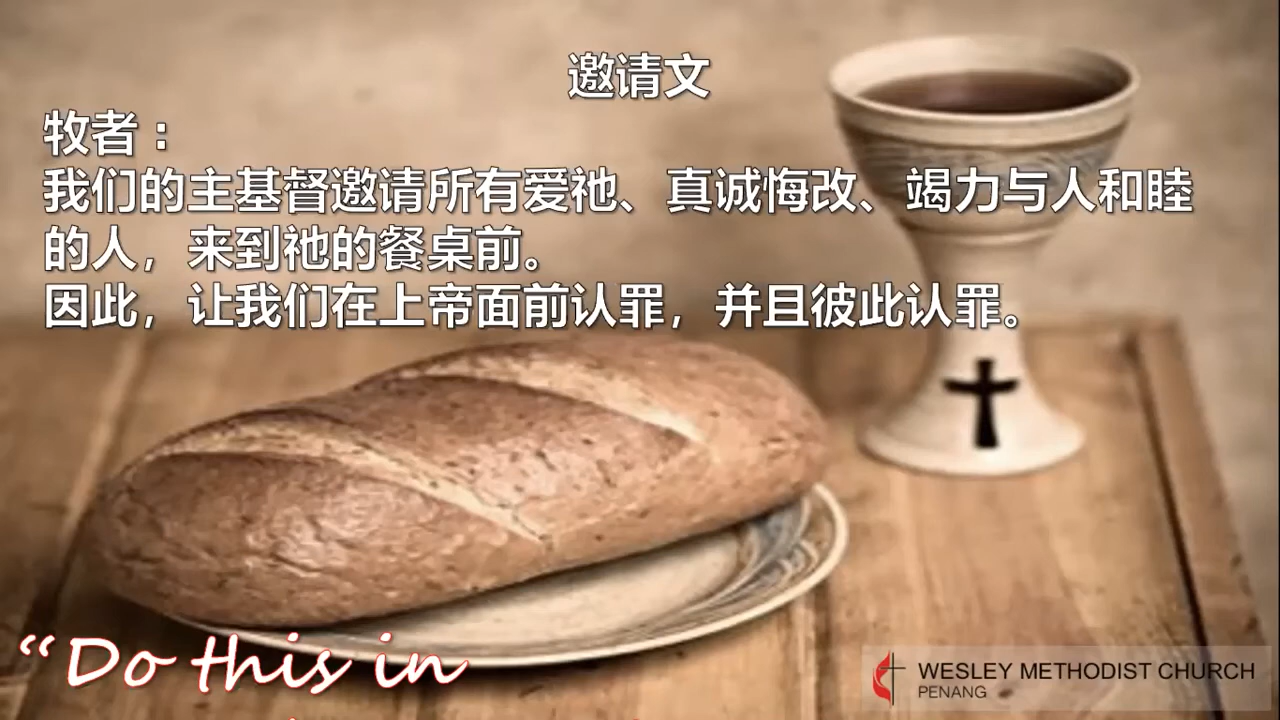 邀请文
牧者：
我们的主基督邀请所有爱祂、真诚悔改、竭力与人和睦
的人，来到祂的餐桌前。
因此，让我们在上帝面前认罪，并且彼此认罪。
“Do this in
WESLEY METHODIST CHURCH
PENANG